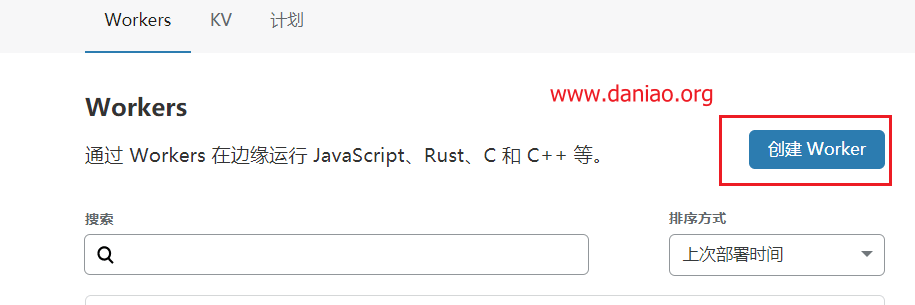 Workers KV 计划
www.daniao.org
Workers
通过 Workers 在边缘运行 JavaScript、Rust、C 和 C++ 等。
创建 Worker
搜索 排序方式
上次部署时间